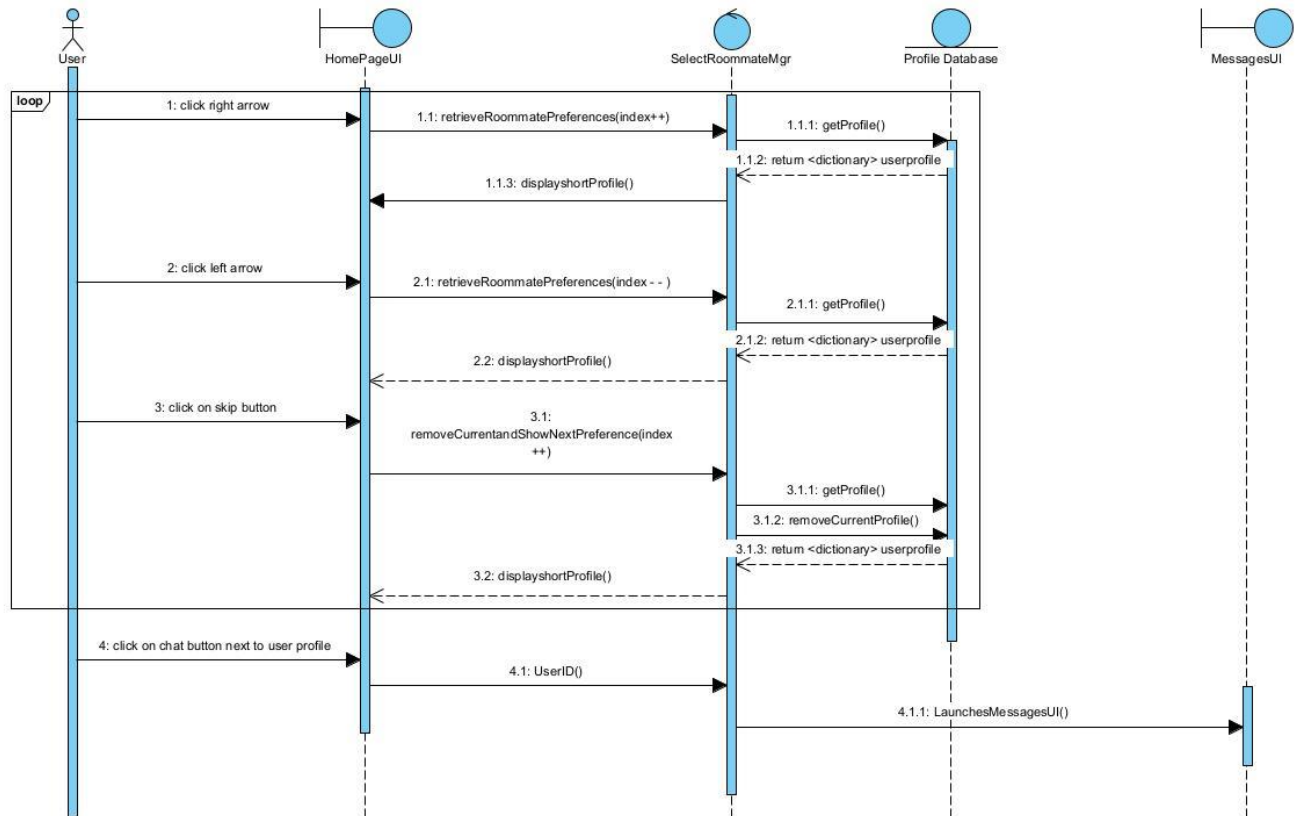 User
HomePageUI
SelectRoommateMgr
Profile Database
MessagesUI
loop
1: click right arrow
1.1: retrieveRoommatePreferences(index++)
1.1.1: getProfile()
1.1.2: return <dictionary> userprofile
1.1.3: displayshortProfile()
2: click left arrow
2.1: retrieveRoommatePreferences(index - - )
2.1.1: getProfile()
2.1.2: return <dictionary> userprofile
2.2: displayshortProfile()
3: click on skip button
3.1:
removeCurrentandShowNextPreference(index
++)
3.1.1: getProfile()
3.1.2: removeCurrentProfile()
3.1.3: return <dictionary> userprofile
3.2: displayshortProfile()
4: click on chat button next to user profile
4.1: UserID()
4.1.1: LaunchesMessagesUI()